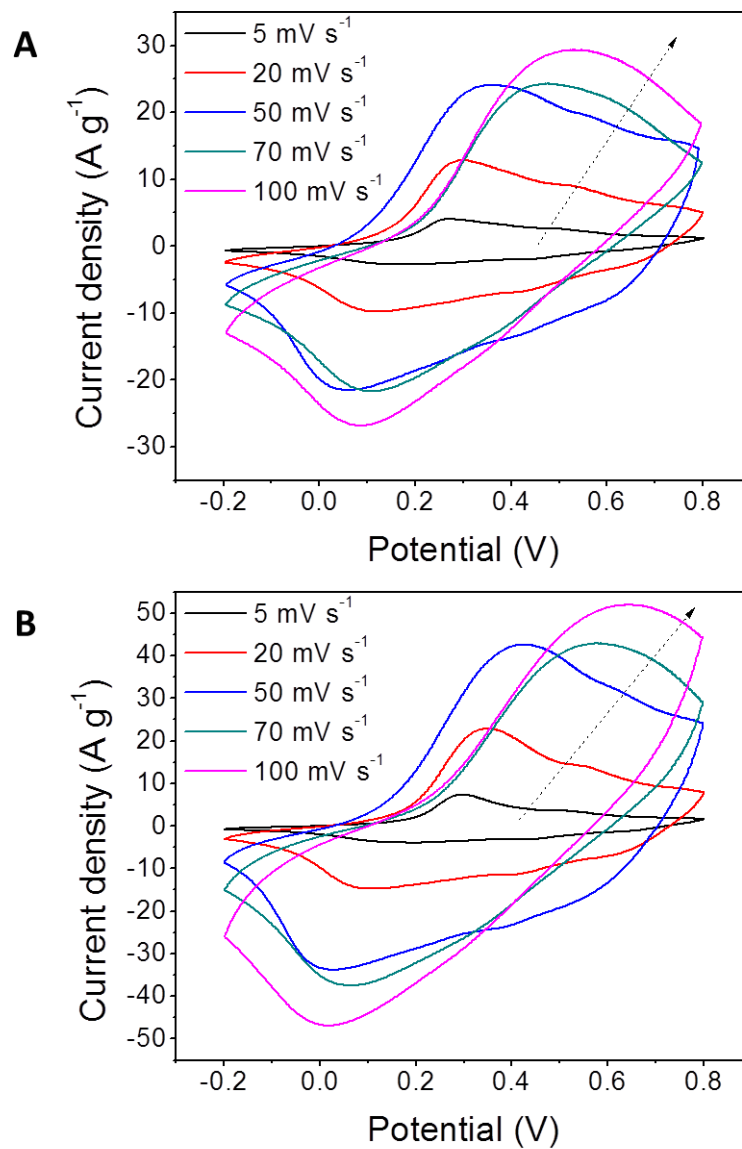 A
5 mV s⁻¹
20 mV s⁻¹
50 mV s⁻¹
70 mV s⁻¹
100 mV s⁻¹
30
20
10
0
-10
-20
-30
Current density (A g⁻¹)
-0.2 0.0 0.2 0.4 0.6 0.8
Potential (V)
B
5 mV s⁻¹
20 mV s⁻¹
50 mV s⁻¹
70 mV s⁻¹
100 mV s⁻¹
50
40
30
20
10
0
-10
-20
-30
-40
-50
Current density (A g⁻¹)
-0.2 0.0 0.2 0.4 0.6 0.8
Potential (V)